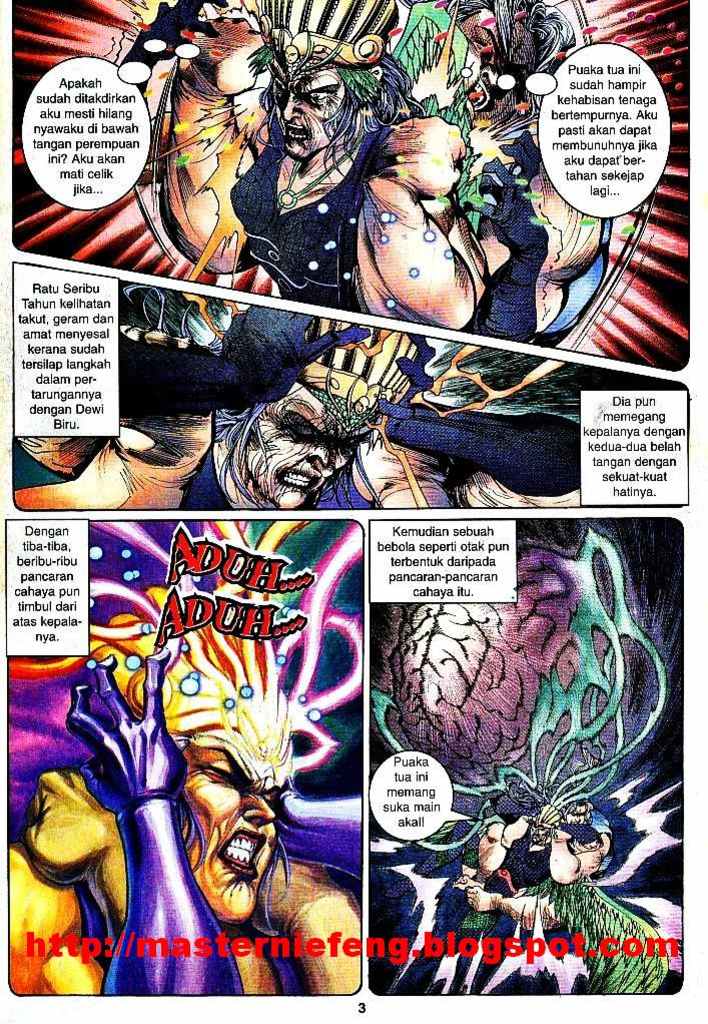 Apakah
sudah ditakdirkan
aku mesti hilang
nyawaku di bawah
tangan perempuan
ini? Aku akan
mati celik
jika...
Puaka tua ini
sudah hampir
kehabisan tenaga
bertempurnya. Aku
pasti akan dapat
membunuhnya jika
aku dapat ber-
tahan sekejap
lagi...
Ratu Seribu
Tahun kelihatan
takut, geram dan
amat menyesal
kerana sudah
tersilap langkah
dalam per-
tarungannya
dengan Dewi
Biru.
Dia pun
memegang
kepalanya dengan
kedua-dua belah
tangan dengan
sekuat-kuat
hatinya.
Dengan
tiba-tiba,
beribu-ribu
pancaran
cahaya pun
timbul dari
atas kepala-
nya.
ADUH....
ADUH....
Kemudian sebuah
bebola seperti otak pun
terbentuk daripada
pancaran-pancaran
cahaya itu.
Puaka
tua ini
memang
suka main
akal!
http://masterniefeng.blogspot.com
3